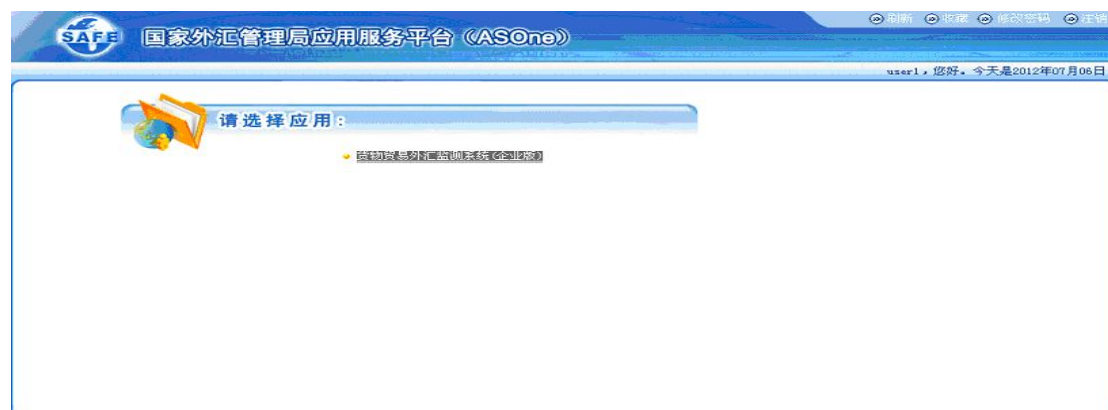 刷新 收藏 修改密码 注销
SAFE 国家外汇管理局应用服务平台《ASOne》
user1，您好。今天是2012年07月06日
请选择应用：
货物贸易外汇监测系统(企业版)